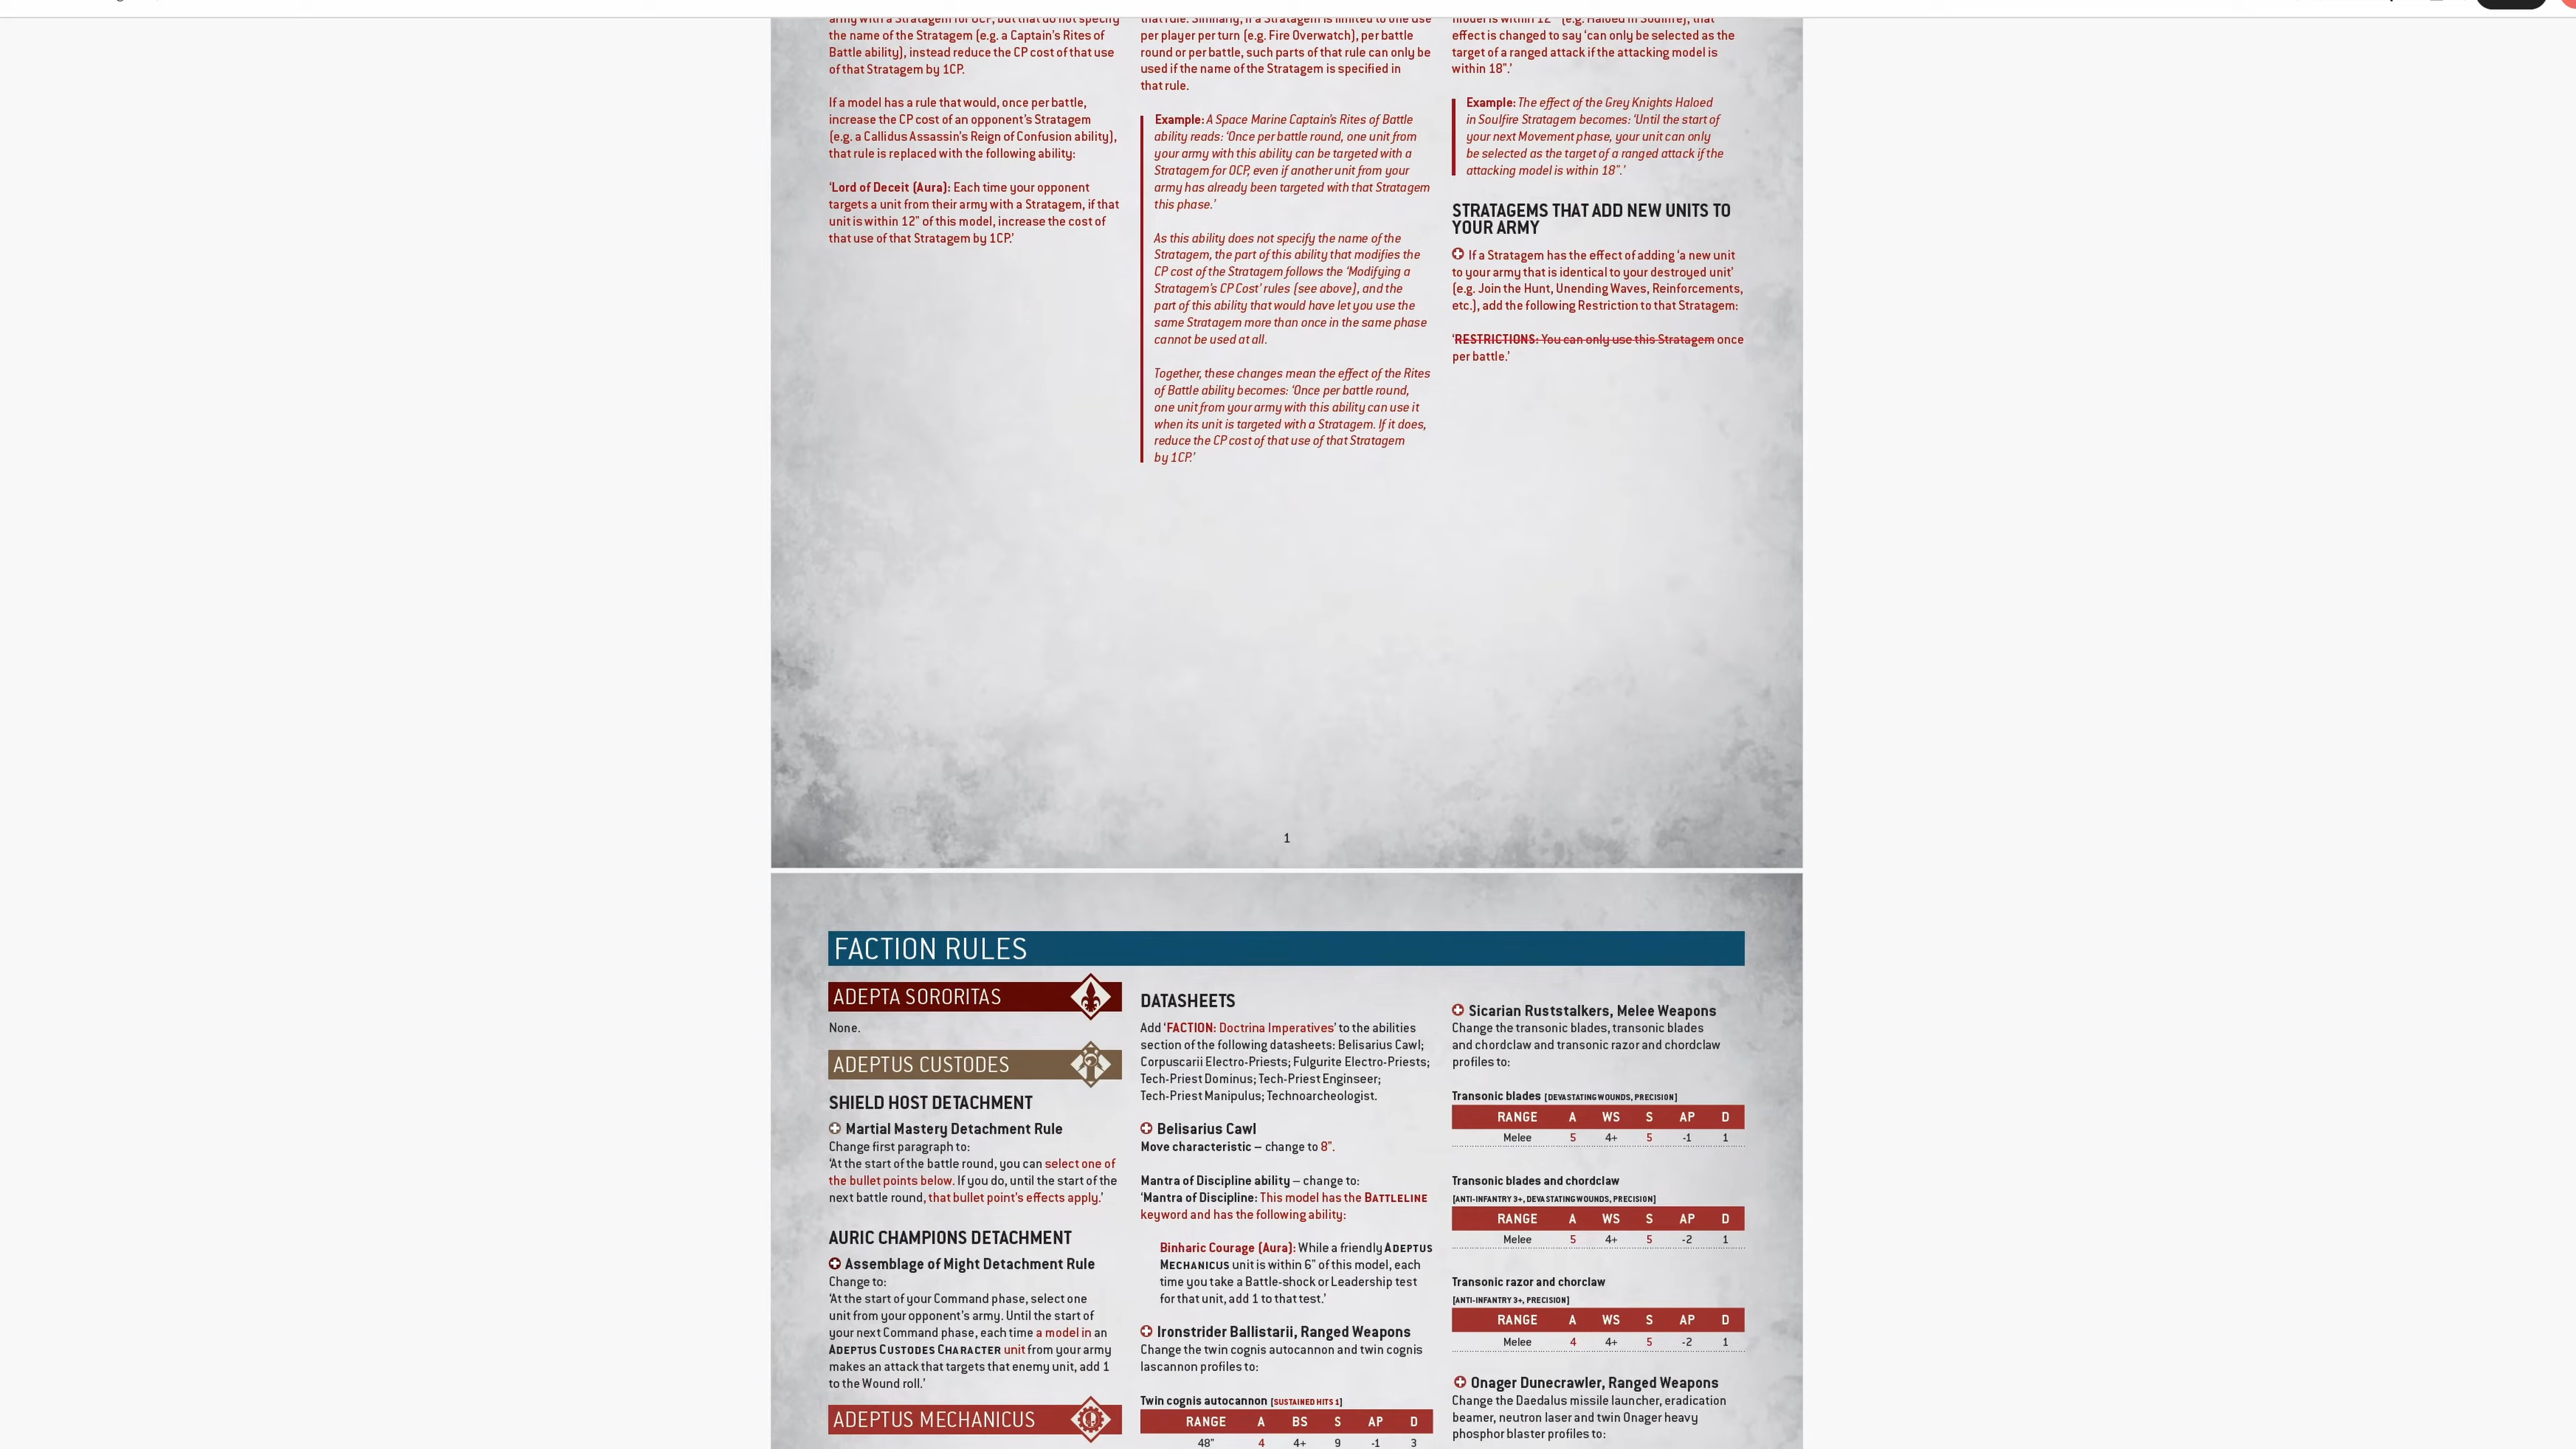 army with a Stratagem for 0CP, but that do not specify
the name of the Stratagem (e.g. a Captain's Rites of
Battle ability), instead reduce the CP cost of that use
of that Stratagem by 1CP.
If a model has a rule that would, once per battle,
increase the CP cost of an opponent's Stratagem
(e.g. a Callidus Assassin's Reign of Confusion ability),
that rule is replaced with the following ability:
'Lord of Deceit (Aura): Each time your opponent
targets a unit from their army with a Stratagem, if that
unit is within 12" of this model, increase the cost of
that use of that Stratagem by 1CP.'
that rule. Similarly, if a Stratagem is limited to one use
per player per turn (e.g. Fire Overwatch), per battle
round or per battle, such parts of that rule can only be
used if the name of the Stratagem is specified in
that rule.
Example: A Space Marine Captain's Rites of Battle
ability reads: 'Once per battle round, one unit from
your army with this ability can be targeted with a
Stratagem for 0CP, even if another unit from your
army has already been targeted with that Stratagem
this phase.'
As this ability does not specify the name of the
Stratagem, the part of this ability that modifies the
CP cost of the Stratagem follows the 'Modifying a
Stratagem's CP Cost' rules (see above), and the
part of this ability that would have let you use the
same Stratagem more than once in the same phase
cannot be used at all.
Together, these changes mean the effect of the Rites
of Battle ability becomes: 'Once per battle round,
one unit from your army with this ability can use it
when its unit is targeted with a Stratagem. If it does,
reduce the CP cost of that use of that Stratagem
by 1CP.'
model is within 12" (e.g. Haloed in Soulfire), that
effect is changed to say 'can only be selected as the
target of a ranged attack if the attacking model is
within 18".'
Example: The effect of the Grey Knights Haloed
in Soulfire Stratagem becomes: 'Until the start of
your next Movement phase, your unit can only
be selected as the target of a ranged attack if the
attacking model is within 18".'
STRATAGEMS THAT ADD NEW UNITS TO
YOUR ARMY
If a Stratagem has the effect of adding 'a new unit
to your army that is identical to your destroyed unit'
(e.g. Join the Hunt, Unending Waves, Reinforcements,
etc.), add the following Restriction to that Stratagem:
'RESTRICTIONS: You can only use this Stratagem once
per battle.'
1
FACTION RULES
ADEPTA SORORITAS
None.
ADEPTUS CUSTODES
SHIELD HOST DETACHMENT
Martial Mastery Detachment Rule
Change first paragraph to:
'At the start of the battle round, you can select one of
the bullet points below. If you do, until the start of the
next battle round, that bullet point's effects apply.'
AURIC CHAMPIONS DETACHMENT
Assemblage of Might Detachment Rule
Change to:
'At the start of your Command phase, select one
unit from your opponent's army. Until the start of
your next Command phase, each time a model in an
ADEPTUS CUSTODES CHARACTER unit from your army
makes an attack that targets that enemy unit, add 1
to the Wound roll.'
ADEPTUS MECHANICUS
DATASHEETS
Add 'FACTION: Doctrina Imperatives' to the abilities
section of the following datasheets: Belisarius Cawl;
Corpuscarii Electro-Priests; Fulgurite Electro-Priests;
Tech-Priest Dominus; Tech-Priest Enginseer;
Tech-Priest Manipulus; Technoarcheologist.
Belisarius Cawl
Move characteristic – change to 8".
Mantra of Discipline ability – change to:
'Mantra of Discipline: This model has the BATTLELINE
keyword and has the following ability:
Binharic Courage (Aura): While a friendly ADEPTUS
MECHANICUS unit is within 6" of this model, each
time you take a Battle-shock or Leadership test
for that unit, add 1 to that test.'
Ironstrider Ballistarii, Ranged Weapons
Change the twin cognis autocannon and twin cognis
lascannon profiles to:
Twin cognis autocannon [SUSTAINED HITS 1]
RANGE A BS S AP D
48" 4 4+ 9 -1 3
Sicarian Ruststalkers, Melee Weapons
Change the transonic blades, transonic blades
and chordclaw and transonic razor and chordclaw
profiles to:
Transonic blades [DEVASTATING WOUNDS, PRECISION]
RANGE A WS S AP D
Melee 5 4+ 5 -1 1
Transonic blades and chordclaw
[ANTI-INFANTRY 3+, DEVASTATING WOUNDS, PRECISION]
RANGE A WS S AP D
Melee 5 4+ 5 -2 1
Transonic razor and chorclaw
[ANTI-INFANTRY 3+, PRECISION]
RANGE A WS S AP D
Melee 4 4+ 5 -2 1
Onager Dunecrawler, Ranged Weapons
Change the Daedalus missile launcher, eradication
beamer, neutron laser and twin Onager heavy
phosphor blaster profiles to: